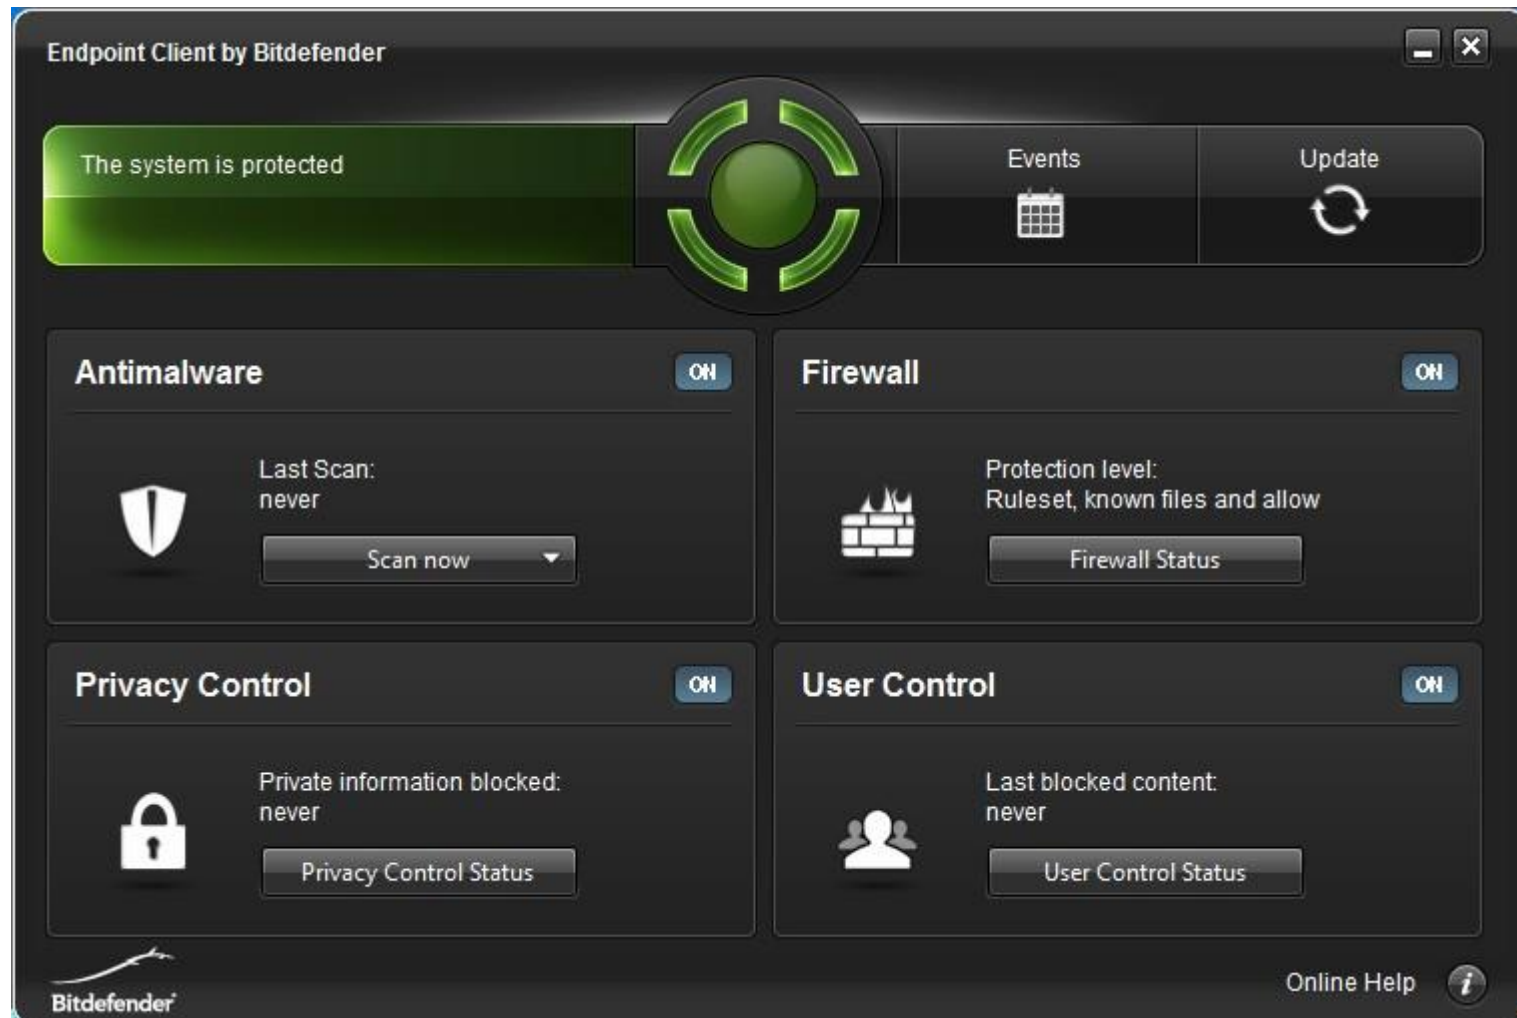 Endpoint Client by Bitdefender
The system is protected
Events
Update
Antimalware
ON
Last Scan:
never
Scan now
Firewall
ON
Protection level:
Ruleset, known files and allow
Firewall Status
Privacy Control
ON
Private information blocked:
never
Privacy Control Status
User Control
ON
Last blocked content:
never
User Control Status
Bitdefender
Online Help
i